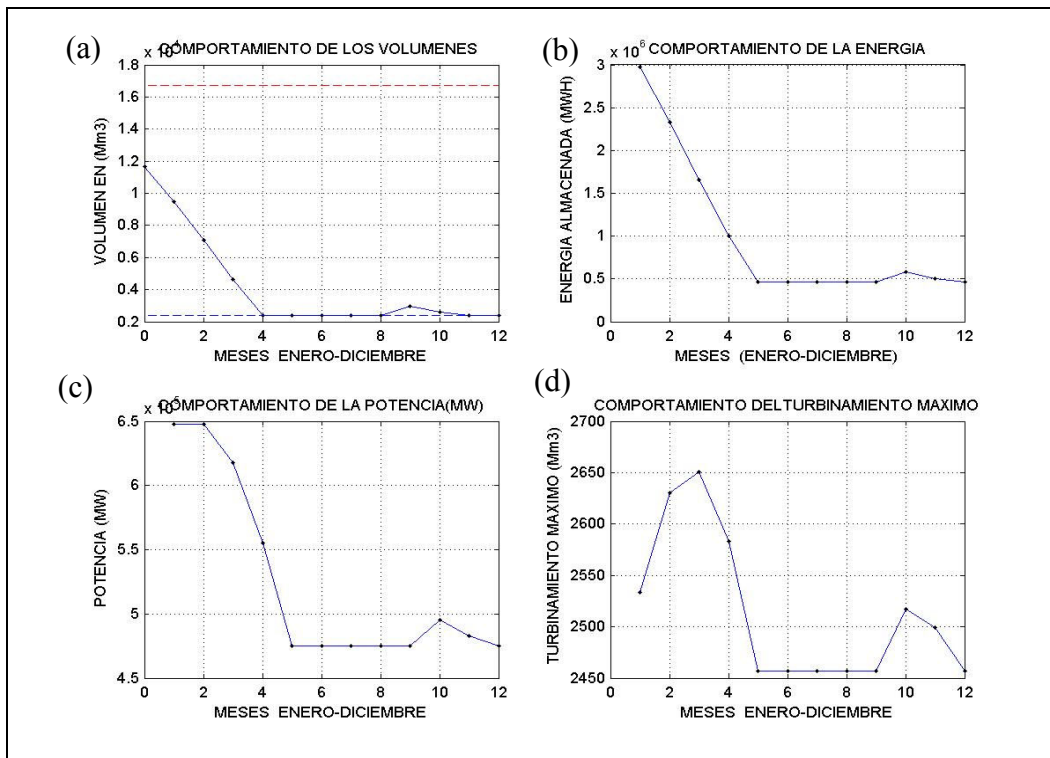 (a)
x 10^4
COMPORTAMIENTO DE LOS VOLUMENES
1.8
1.6
1.4
1.2
1
0.8
0.6
0.4
0.2
VOLUMEN EN (Mm3)
0 2 4 6 8 10 12
MESES ENERO-DICIEMBRE
(b)
x 10^6 COMPORTAMIENTO DE LA ENERGIA
3
2.5
2
1.5
1
0.5
0
ENERGIA ALMACENADA (MWH)
0 2 4 6 8 10 12
MESES (ENERO-DICIEMBRE)
(c)
x 10^5
COMPORTAMIENTO DE LA POTENCIA(MW)
6.5
6
5.5
5
4.5
POTENCIA (MW)
0 2 4 6 8 10 12
MESES ENERO-DICIEMBRE
(d)
COMPORTAMIENTO DELTURBINAMIENTO MAXIMO
2700
2650
2600
2550
2500
2450
TURBINAMIENTO MAXIMO (Mm3)
0 2 4 6 8 10 12
MESES ENERO-DICIEMBRE